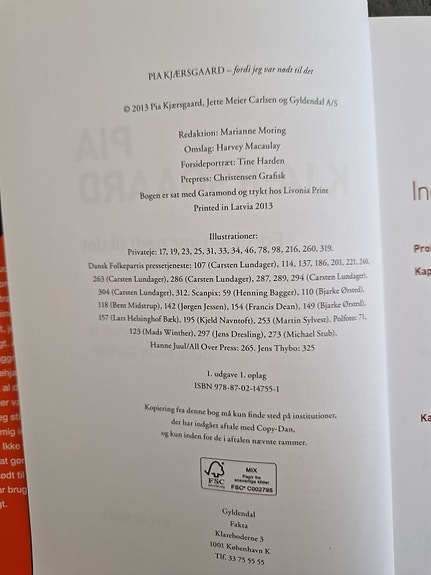 PIA KJÆRSGAARD – fordi jeg var nødt til det
© 2013 Pia Kjærsgaard, Jette Meier Carlsen og Gyldendal A/S
Redaktion: Marianne Moring
Omslag: Harvey Macaulay
Forsideportræt: Tine Harden
Prepress: Christensen Grafisk
Bogen er sat med Garamond og trykt hos Livonia Print
Printed in Latvia 2013
Illustrationer:
Privateje: 17, 19, 23, 25, 31, 33, 34, 46, 78, 98, 216, 260, 319.
Dansk Folkepartis pressetjeneste: 107 (Carsten Lundager), 114, 137, 186, 201, 221, 260,
263 (Carsten Lundager), 286 (Carsten Lundager), 287, 289, 294 (Carsten Lundager),
304 (Carsten Lundager), 312. Scanpix: 59 (Henning Bagger), 110 (Bjarke Ørsted),
118 (Bent Midstrup), 142 (Jørgen Jessen), 154 (Francis Dean), 149 (Bjarke Ørsted),
157 (Lars Helsinghof Bæk), 195 (Kjeld Navntoft), 253 (Martin Sylvest). Polfoto: 71,
123 (Mads Winther), 297 (Jens Dresling), 273 (Michael Stub).
Hanne Juul/All Over Press: 265. Jens Thybo: 325
1. udgave 1. oplag
ISBN 978-87-02-14755-1
Kopiering fra denne bog må kun finde sted på institutioner,
der har indgået aftale med Copy-Dan,
og kun inden for de i aftalen nævnte rammer.
FSC
MIX
Papir fra
ansvarlige kilder
FSC® C002795
Gyldendal
Fakta
Klareboderne 3
1001 København K
Tlf. 33 75 55 55